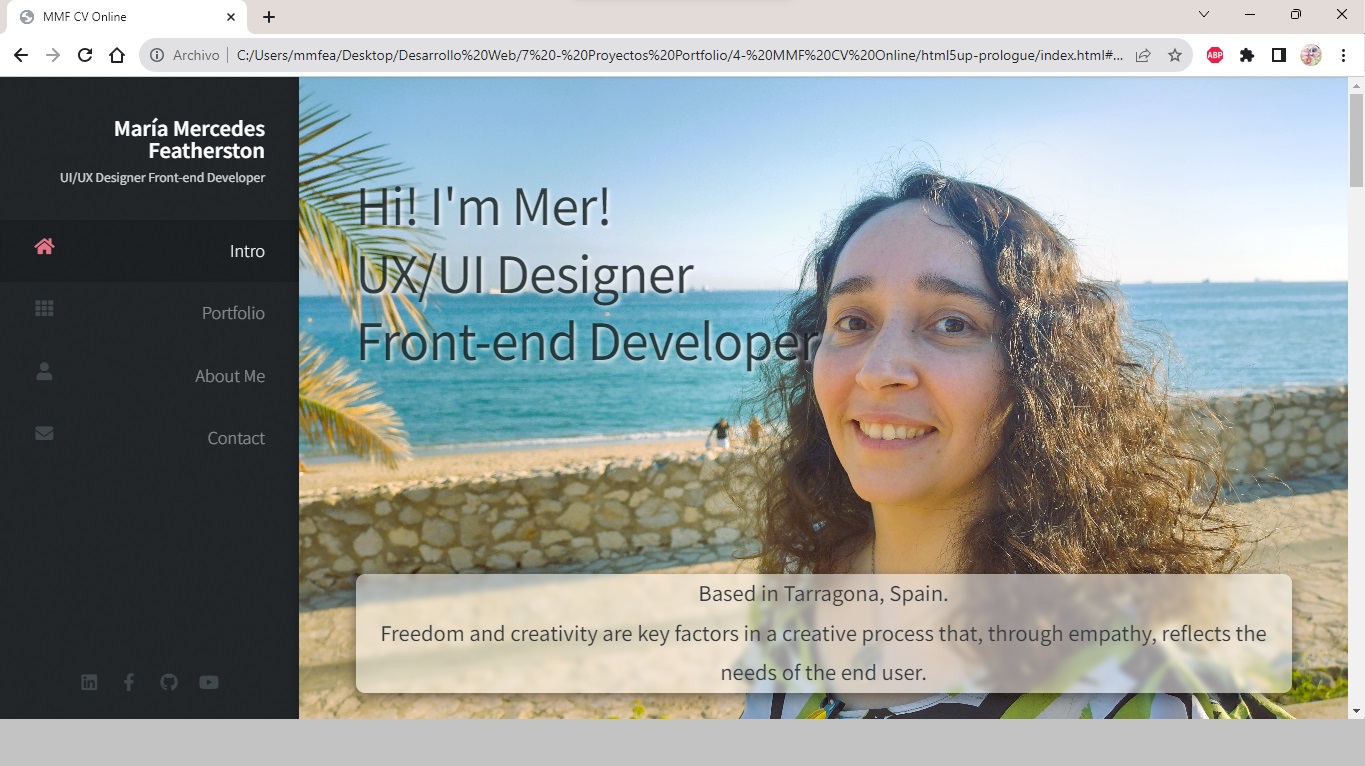 MMF CV Online
Archivo
C:/Users/mmfea/Desktop/Desarrollo%20Web/7%20-%20Proyectos%20Portfolio/4-%20MMF%20CV%20Online/html5up-prologue/index.html#...
ABP
María Mercedes
Featherston
UI/UX Designer Front-end Developer
Intro
Portfolio
About Me
Contact
Hi! I'm Mer!
UX/UI Designer
Front-end Developer
Based in Tarragona, Spain.
Freedom and creativity are key factors in a creative process that, through empathy, reflects the
needs of the end user.